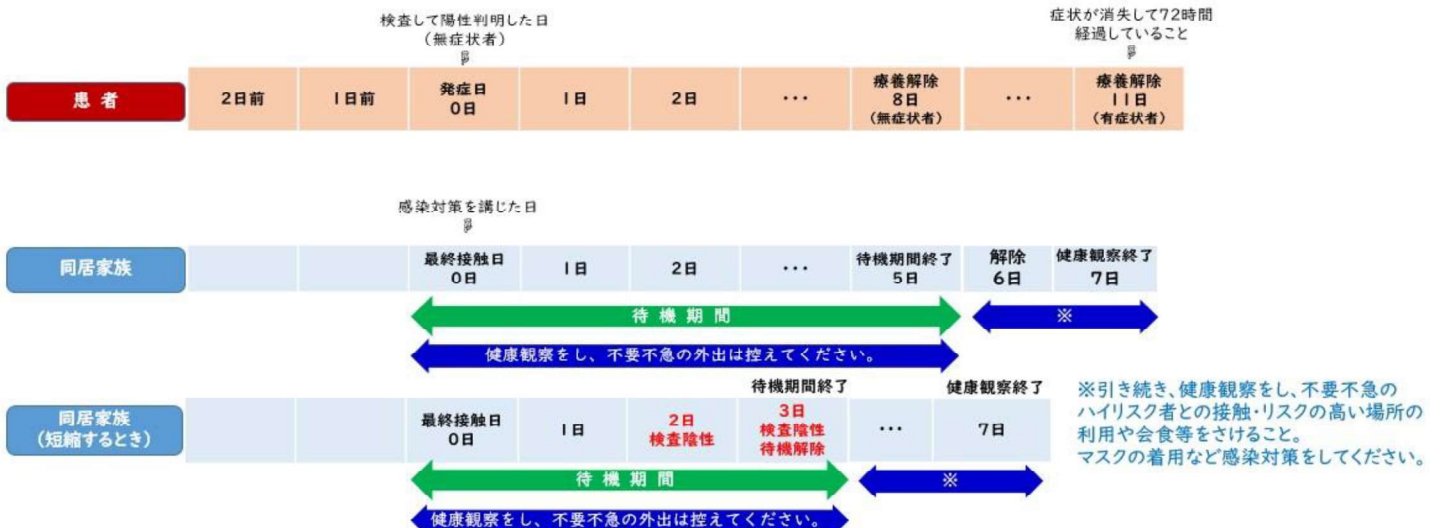 検査して陽性判明した日
(無症状者)
症状が消失して72時間
経過していること
患者
2日前
1日前
発症日
0日
1日
2日
・・・
療養解除
8日
(無症状者)
・・・
療養解除
11日
(有症状者)
感染対策を講じた日
同居家族
最終接触日
0日
1日
2日
・・・
待機期間終了
5日
解除
6日
健康観察終了
7日
待機期間
※
健康観察をし、不要不急の外出は控えてください。
待機期間終了
健康観察終了
同居家族
(短縮するとき)
最終接触日
0日
1日
2日
検査陰性
3日
検査陰性
待機解除
・・・
7日
待機期間
※
健康観察をし、不要不急の外出は控えてください。
※引き続き、健康観察をし、不要不急の
ハイリスク者との接触・リスクの高い場所の
利用や会食等をさけること。
マスクの着用など感染対策をしてください。